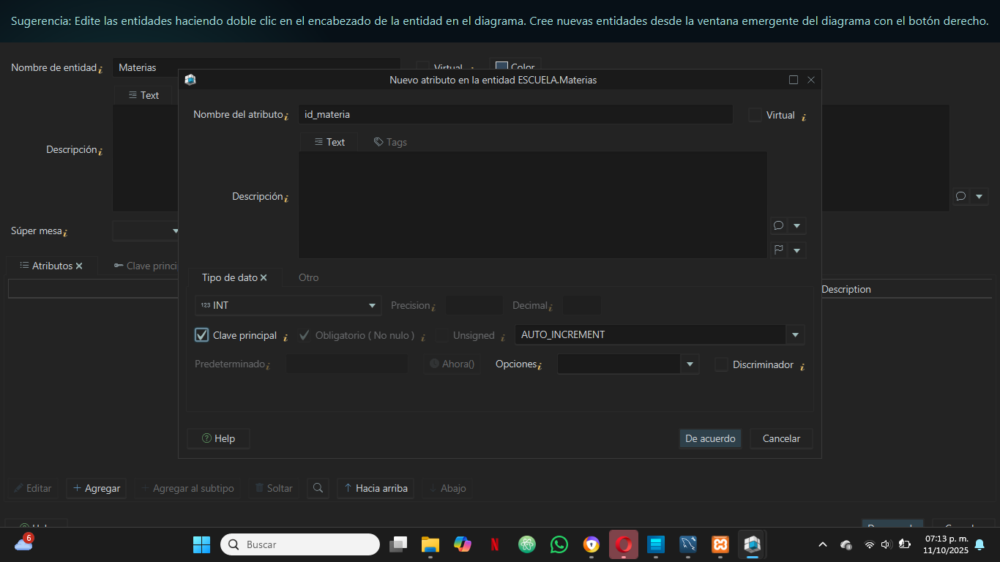 Sugerencia: Edite las entidades haciendo doble clic en el encabezado de la entidad en el diagrama. Cree nuevas entidades desde la ventana emergente del diagrama con el botón derecho.
Nombre de entidad Materias Virtual Color
Nuevo atributo en la entidad ESCUELA.Materias
Text
Nombre del atributo id_materia Virtual
Text Tags
Descripción
Descripción
Súper mesa
Atributos Clave princi
Tipo de dato Otro
Description
123 INT Precision Decimal
Clave principal Obligatorio ( No nulo ) Unsigned AUTO_INCREMENT
Predeterminado Ahora() Opciones Discriminador
Help De acuerdo Cancelar
Editar Agregar Agregar al subtipo Soltar Hacia arriba Abajo
6
Buscar
07:13 p. m.
11/10/2025